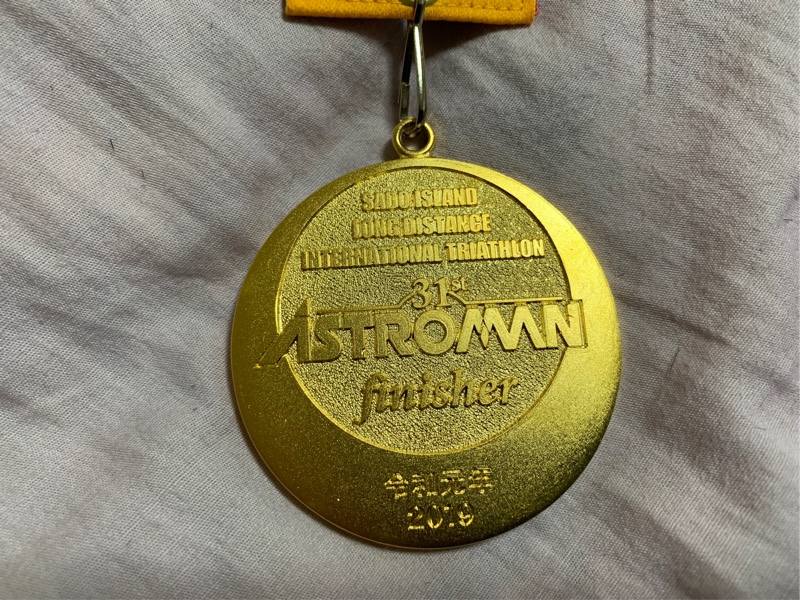 SADO ISLAND
LONG DISTANCE
INTERNATIONAL TRIATHLON
31st
ASTROMAN
finisher
令和元年
2019